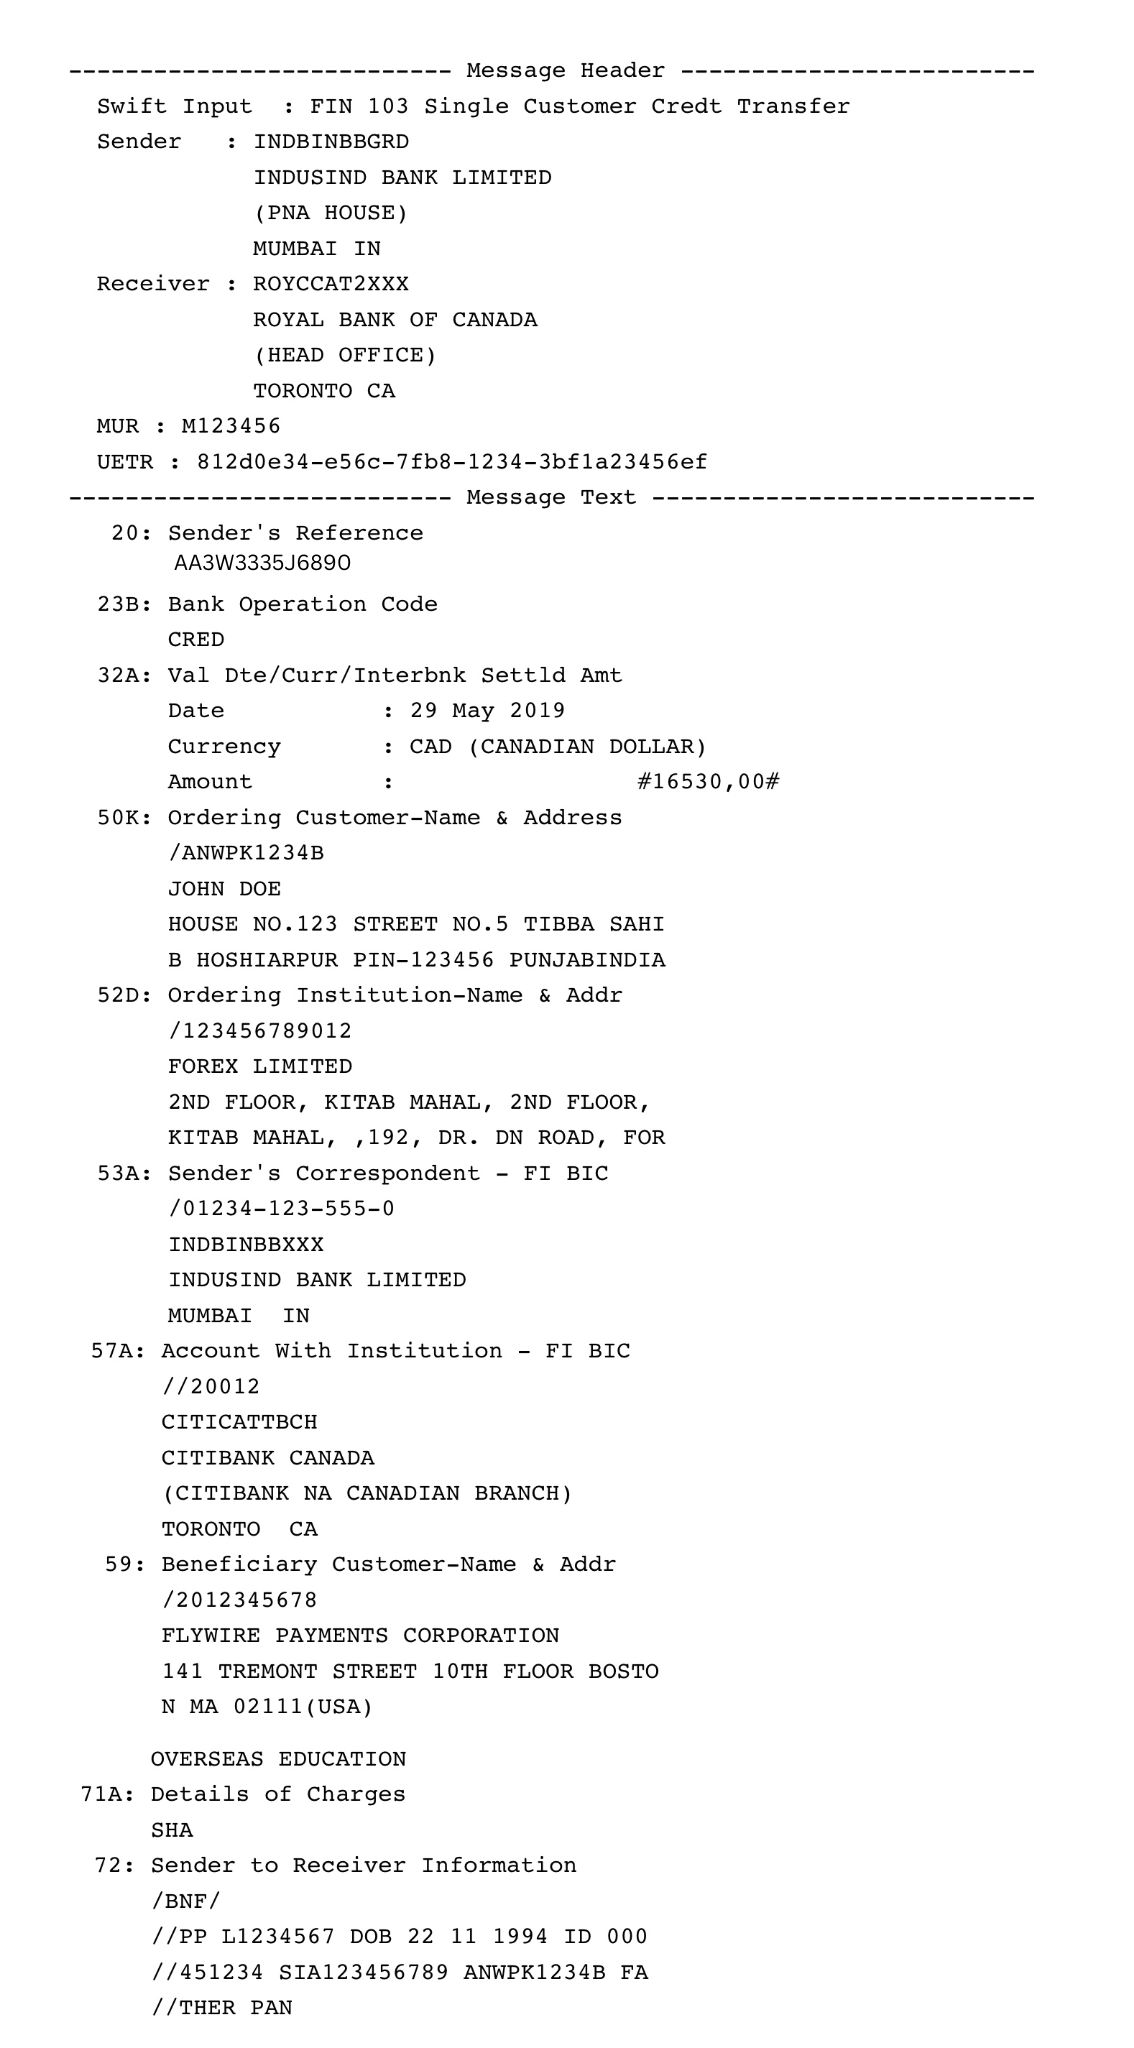 --------------------------- Message Header -------------------------
Swift Input  : FIN 103 Single Customer Credt Transfer
Sender   : INDBINBBGRD
INDUSIND BANK LIMITED
(PNA HOUSE)
MUMBAI IN
Receiver : ROYCCAT2XXX
ROYAL BANK OF CANADA
(HEAD OFFICE)
TORONTO CA
MUR : M123456
UETR : 812d0e34-e56c-7fb8-1234-3bf1a23456ef
--------------------------- Message Text ---------------------------
20: Sender's Reference
AA3W3335J6890
23B: Bank Operation Code
CRED
32A: Val Dte/Curr/Interbnk Settld Amt
Date           : 29 May 2019
Currency       : CAD (CANADIAN DOLLAR)
Amount         :                 #16530,00#
50K: Ordering Customer-Name & Address
/ANWPK1234B
JOHN DOE
HOUSE NO.123 STREET NO.5 TIBBA SAHI
B HOSHIARPUR PIN-123456 PUNJABINDIA
52D: Ordering Institution-Name & Addr
/123456789012
FOREX LIMITED
2ND FLOOR, KITAB MAHAL, 2ND FLOOR,
KITAB MAHAL, ,192, DR. DN ROAD, FOR
53A: Sender's Correspondent - FI BIC
/01234-123-555-0
INDBINBBXXX
INDUSIND BANK LIMITED
MUMBAI  IN
57A: Account With Institution - FI BIC
//20012
CITICATTBCH
CITIBANK CANADA
(CITIBANK NA CANADIAN BRANCH)
TORONTO  CA
59: Beneficiary Customer-Name & Addr
/2012345678
FLYWIRE PAYMENTS CORPORATION
141 TREMONT STREET 10TH FLOOR BOSTO
N MA 02111(USA)
OVERSEAS EDUCATION
71A: Details of Charges
SHA
72: Sender to Receiver Information
/BNF/
//PP L1234567 DOB 22 11 1994 ID 000
//451234 SIA123456789 ANWPK1234B FA
//THER PAN